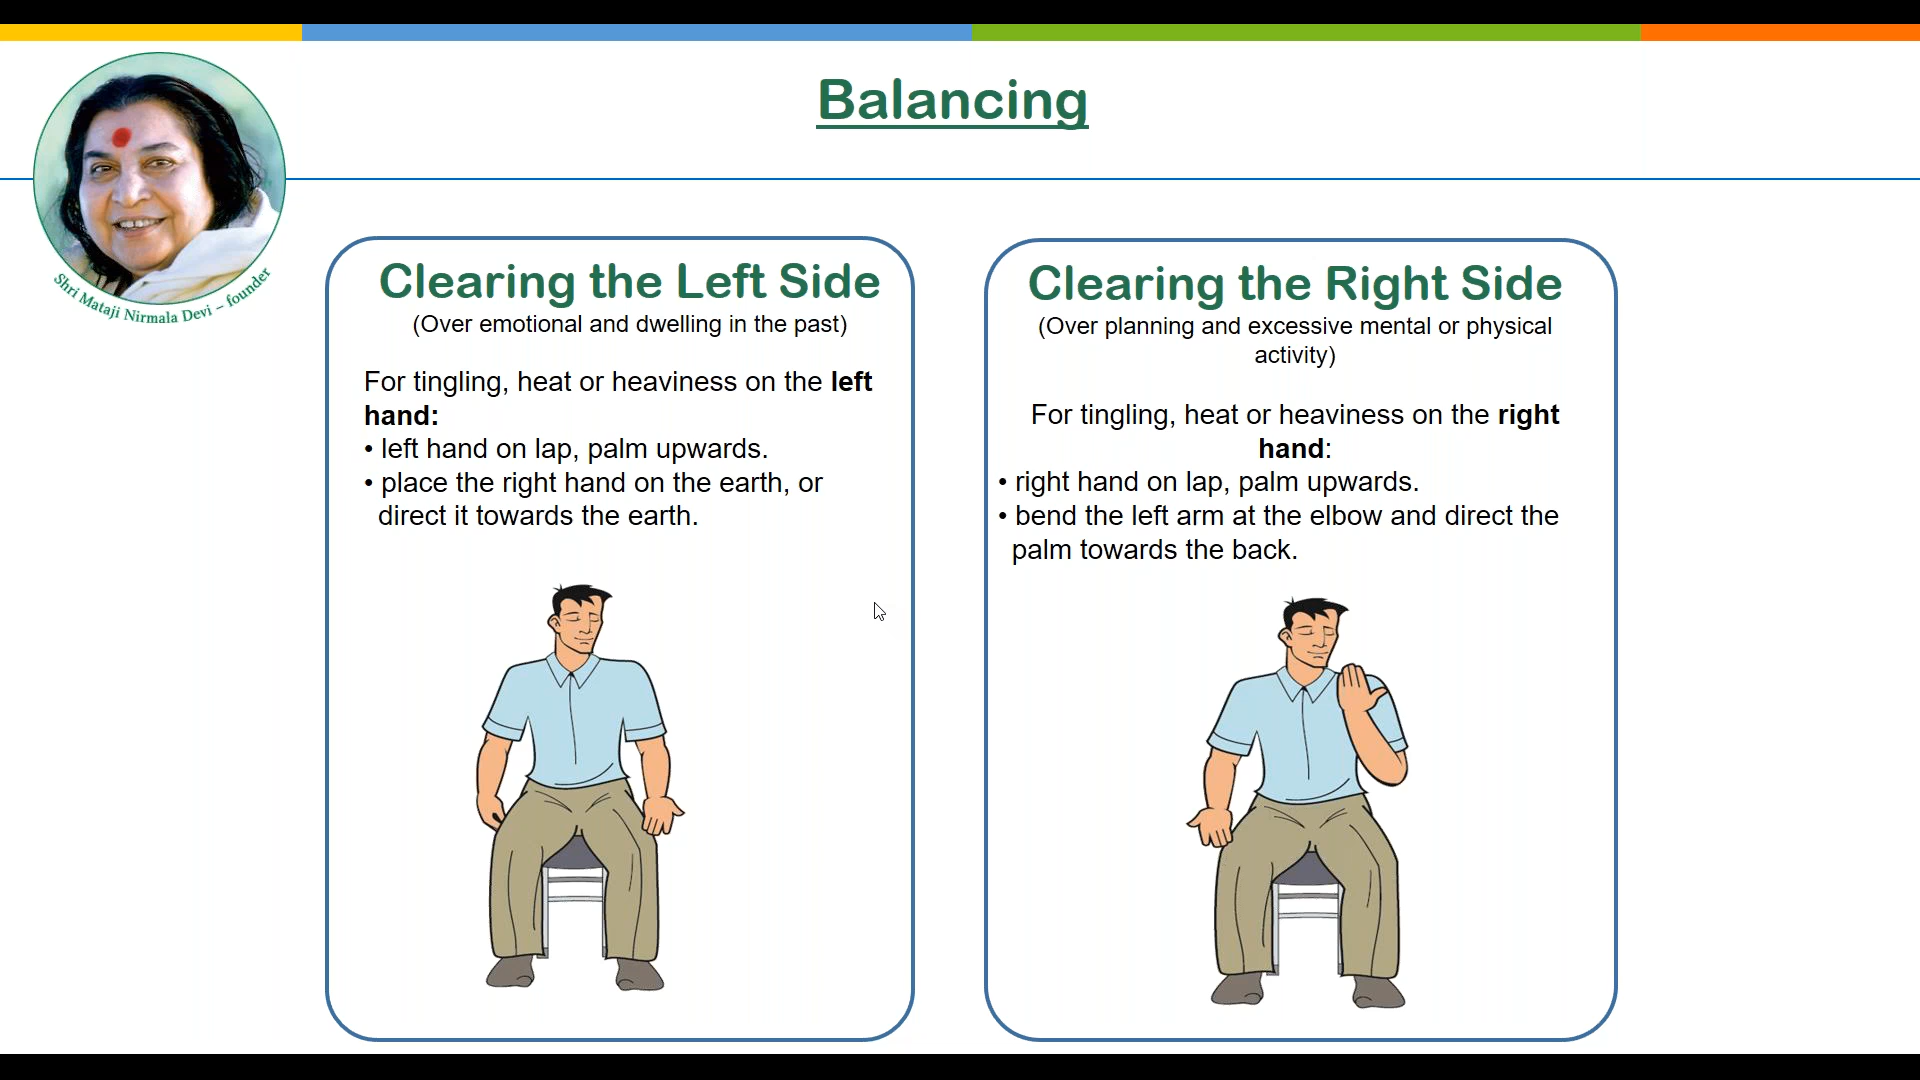 Balancing
Shri Mataji Nirmala Devi – founder
Clearing the Left Side
(Over emotional and dwelling in the past)
For tingling, heat or heaviness on the left
hand:
• left hand on lap, palm upwards.
• place the right hand on the earth, or
direct it towards the earth.
Clearing the Right Side
(Over planning and excessive mental or physical
activity)
For tingling, heat or heaviness on the right
hand:
• right hand on lap, palm upwards.
• bend the left arm at the elbow and direct the
palm towards the back.